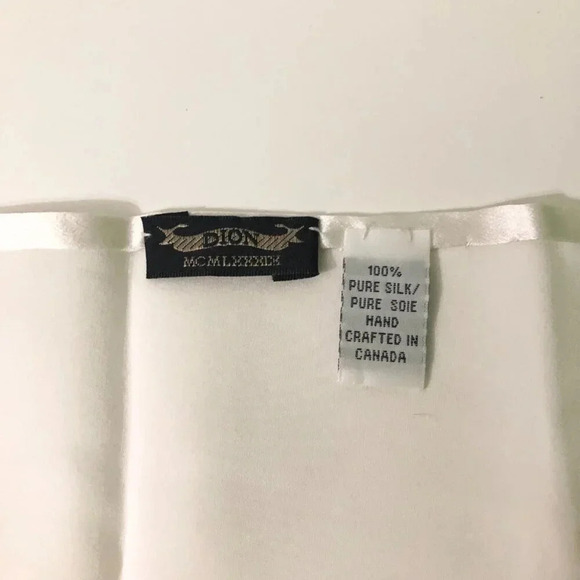 DION
MCMLXXXIX
100%
PURE SILK/
PURE SOIE
HAND
CRAFTED IN
CANADA